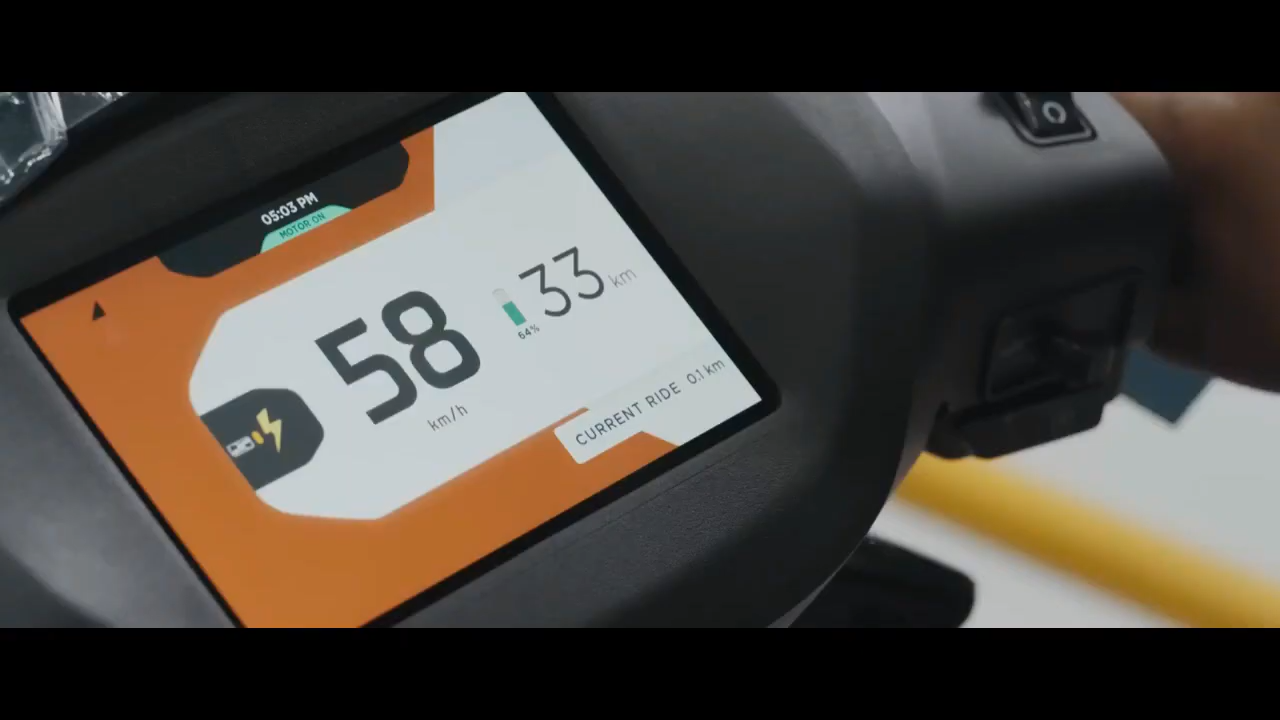 05:03 PM
MOTOR ON
58
km/h
64%
33 km
CURRENT RIDE 0.1 km